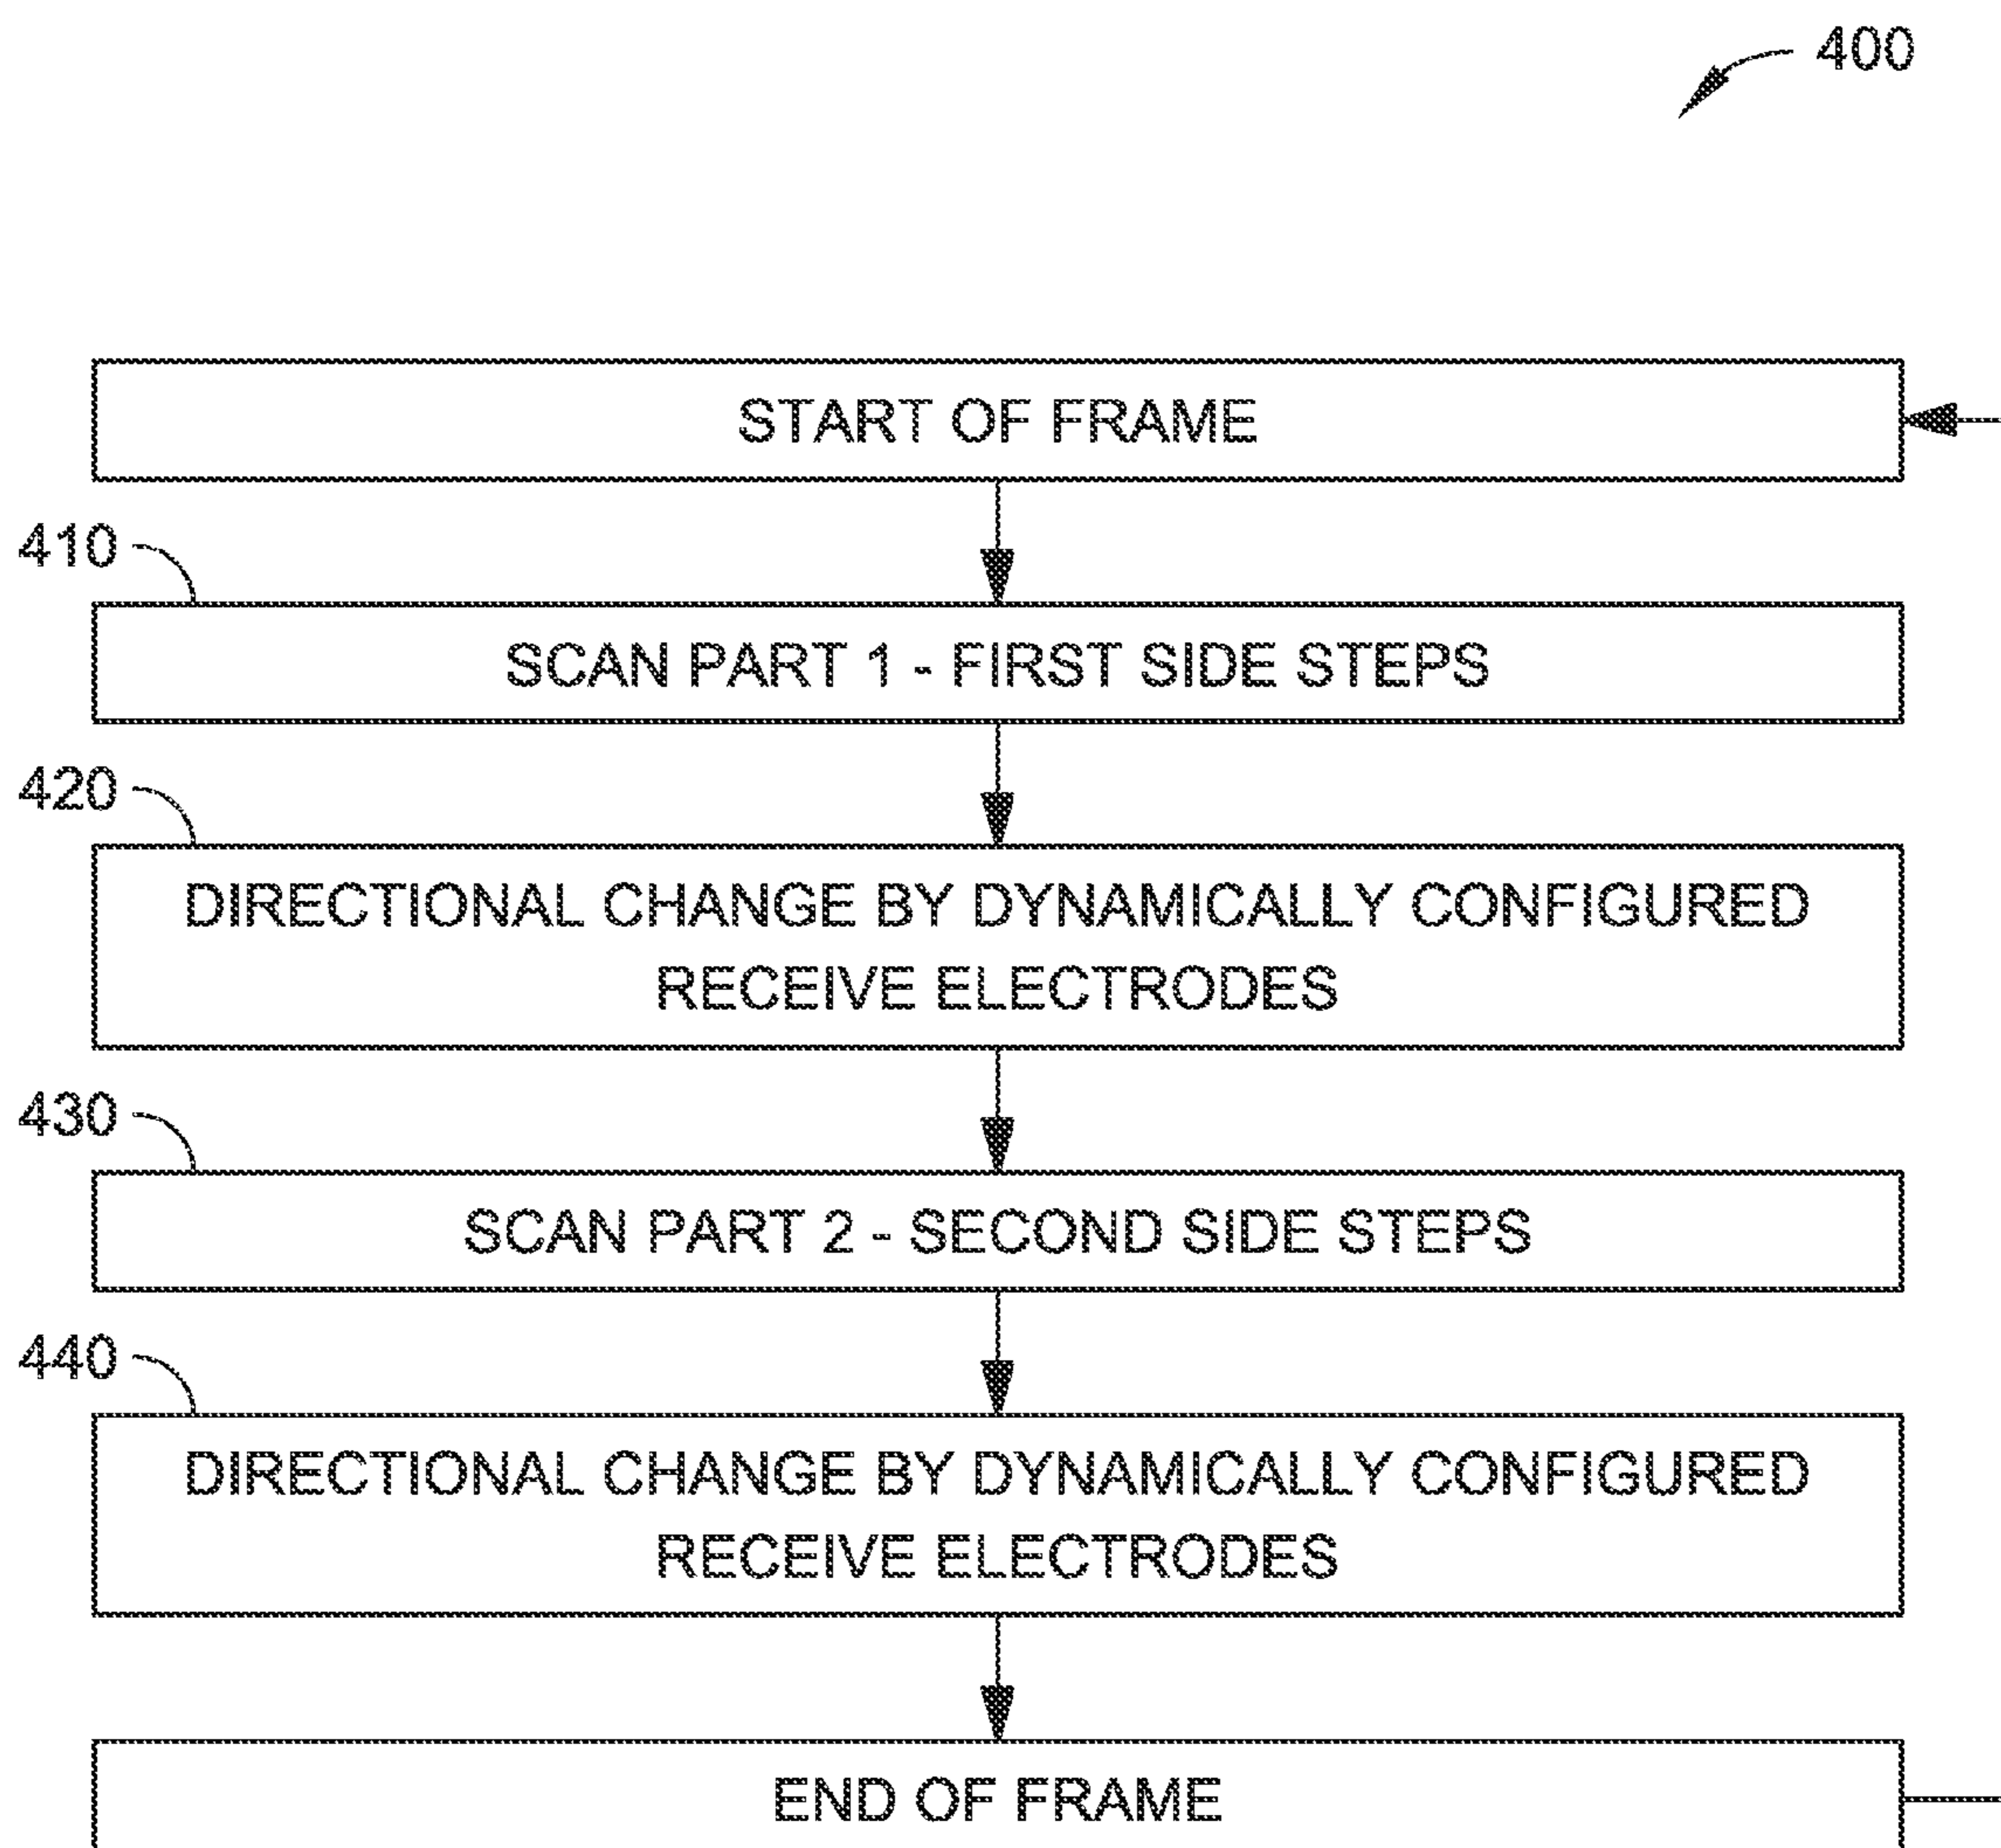 400
START OF FRAME
410
SCAN PART 1 - FIRST SIDE STEPS
420
DIRECTIONAL CHANGE BY DYNAMICALLY CONFIGURED
RECEIVE ELECTRODES
430
SCAN PART 2 - SECOND SIDE STEPS
440
DIRECTIONAL CHANGE BY DYNAMICALLY CONFIGURED
RECEIVE ELECTRODES
END OF FRAME